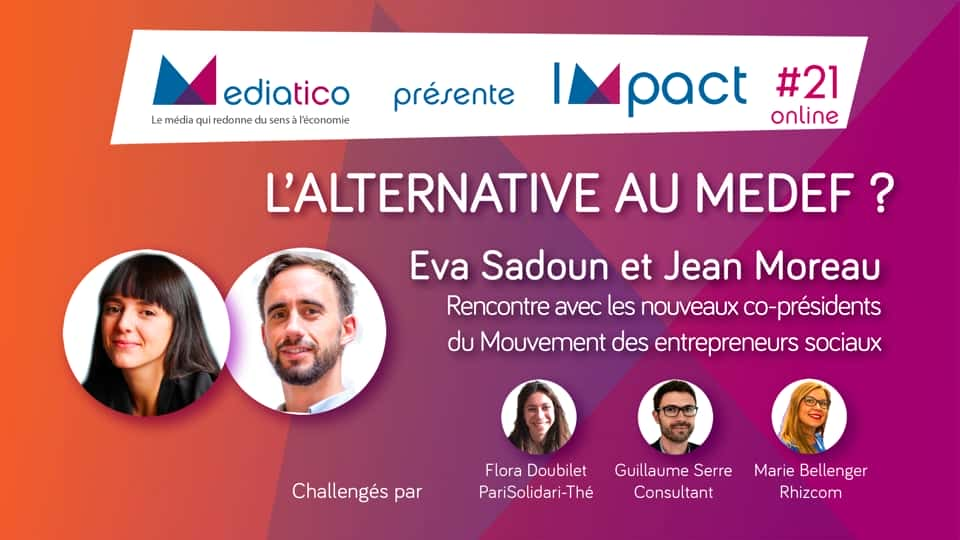 Mediatico présente IMpact #21
Le média qui redonne du sens à l'économie
online
L'ALTERNATIVE AU MEDEF ?
Eva Sadoun et Jean Moreau
Rencontre avec les nouveaux co-présidents
du Mouvement des entrepreneurs sociaux
Flora Doubilet
PariSolidari-Thé
Guillaume Serre
Consultant
Marie Bellenger
Rhizcom
Challengés par